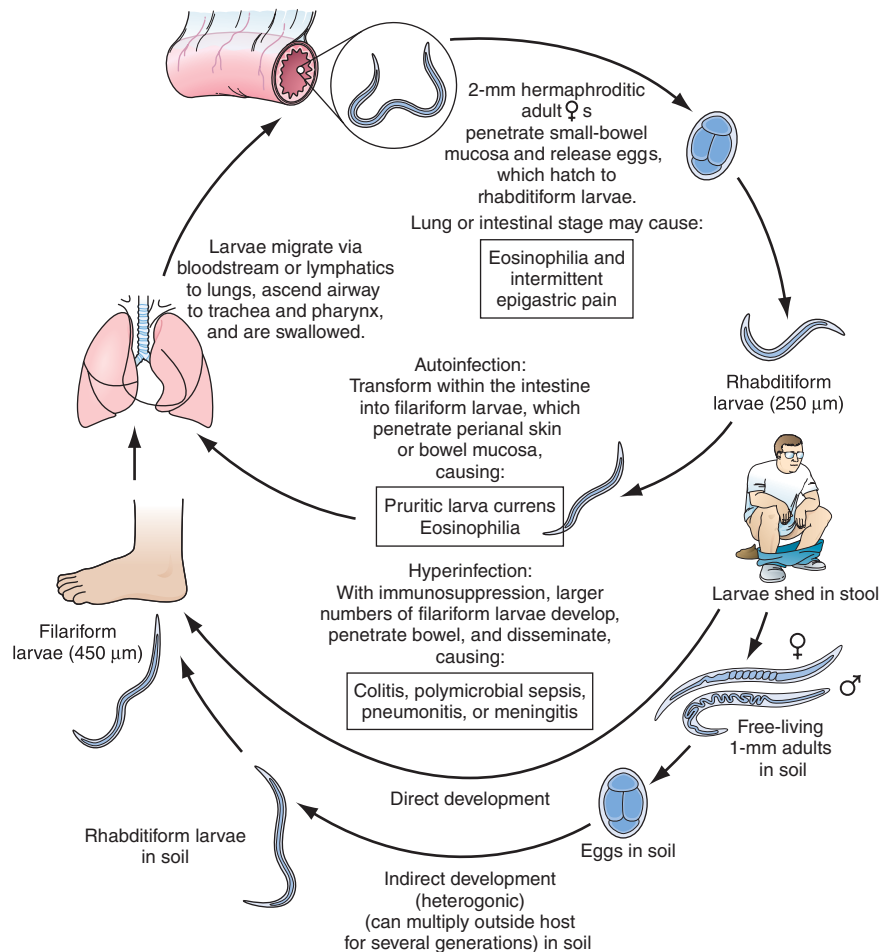 2-mm hermaphroditic
adult ♀ s
penetrate small-bowel
mucosa and release eggs,
which hatch to
rhabditiform larvae.
Lung or intestinal stage may cause:
Eosinophilia and
intermittent
epigastric pain
Larvae migrate via
bloodstream or lymphatics
to lungs, ascend airway
to trachea and pharynx,
and are swallowed.
Rhabditiform
larvae (250 μm)
Autoinfection:
Transform within the intestine
into filariform larvae, which
penetrate perianal skin
or bowel mucosa,
causing:
Pruritic larva currens
Eosinophilia
Larvae shed in stool
Hyperinfection:
With immunosuppression, larger
numbers of filariform larvae develop,
penetrate bowel, and disseminate,
causing:
Colitis, polymicrobial sepsis,
pneumonitis, or meningitis
Filariform
larvae (450 μm)
♀
♂
Free-living
1-mm adults
in soil
Direct development
Eggs in soil
Rhabditiform larvae
in soil
Indirect development
(heterogonic)
(can multiply outside host
for several generations) in soil